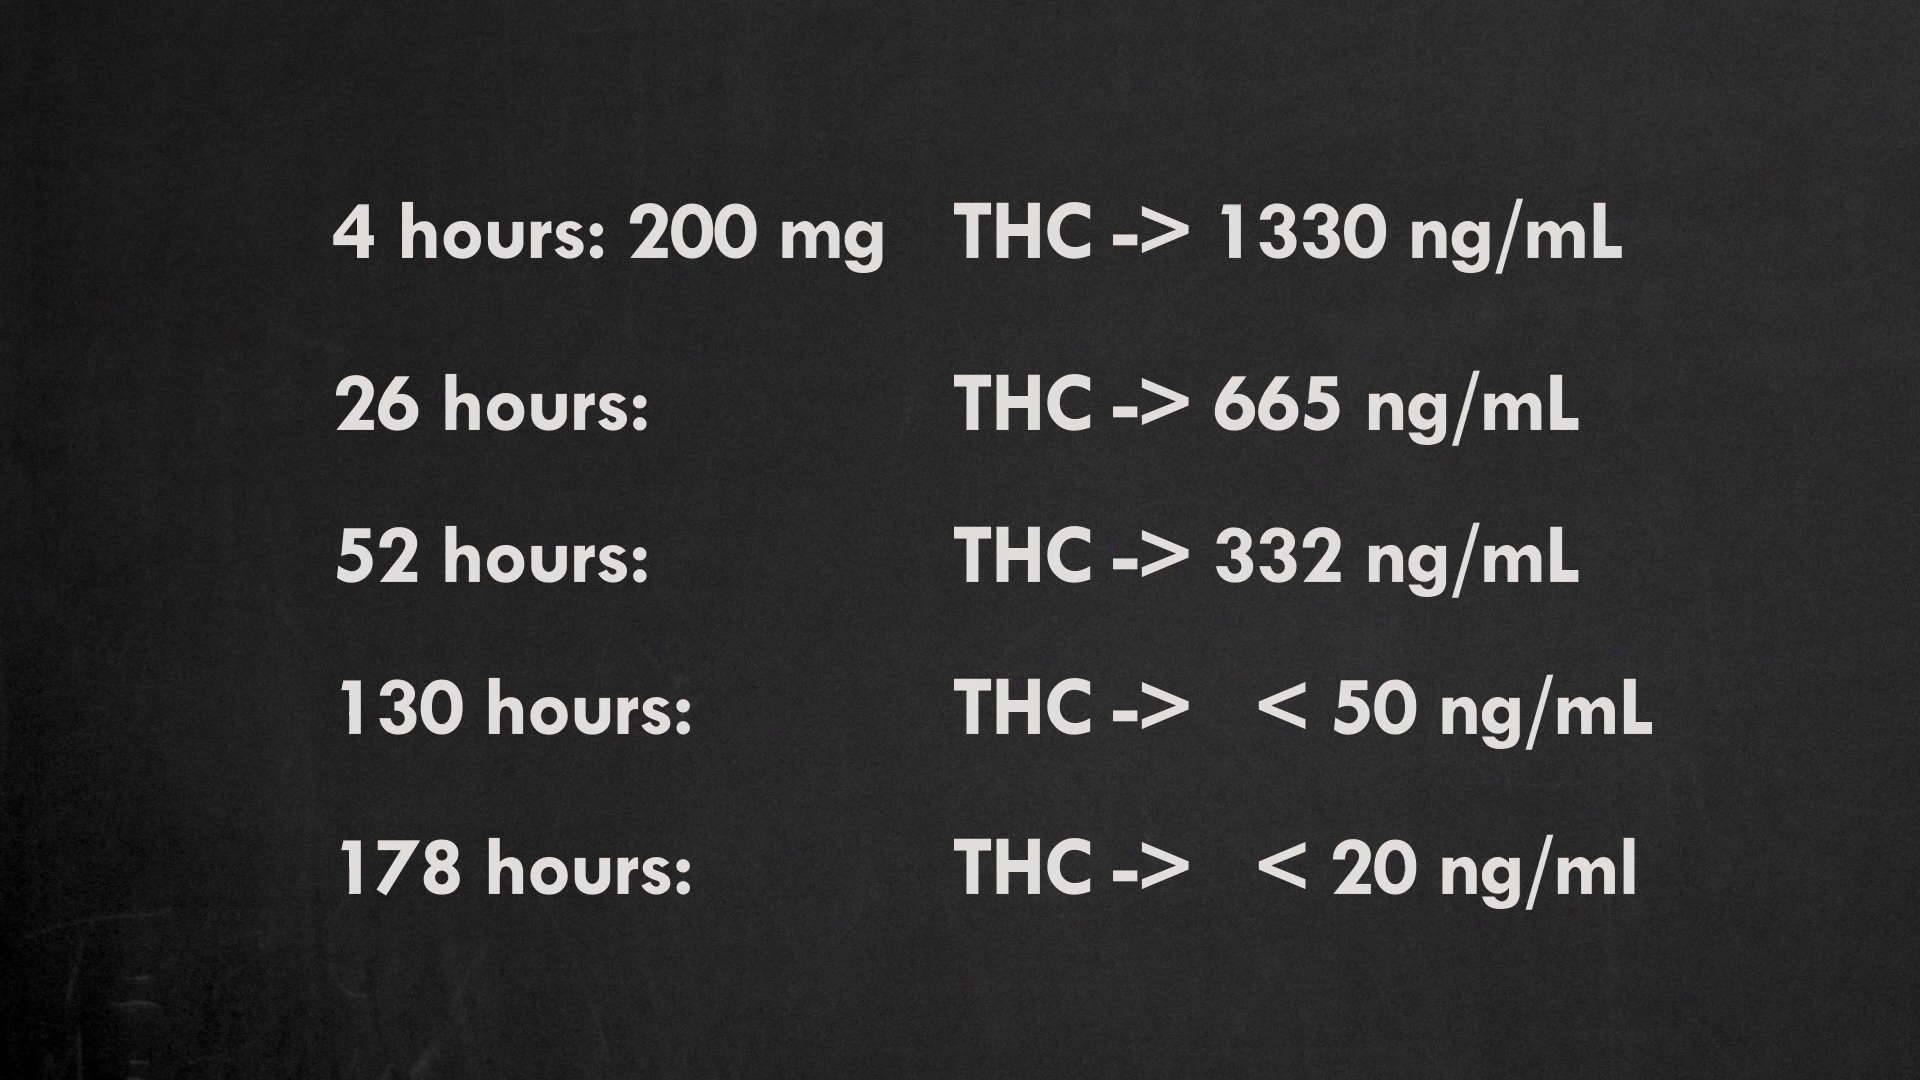 4 hours: 200 mg THC -> 1330 ng/mL
26 hours: THC -> 665 ng/mL
52 hours: THC -> 332 ng/mL
130 hours: THC -> < 50 ng/mL
178 hours: THC -> < 20 ng/ml